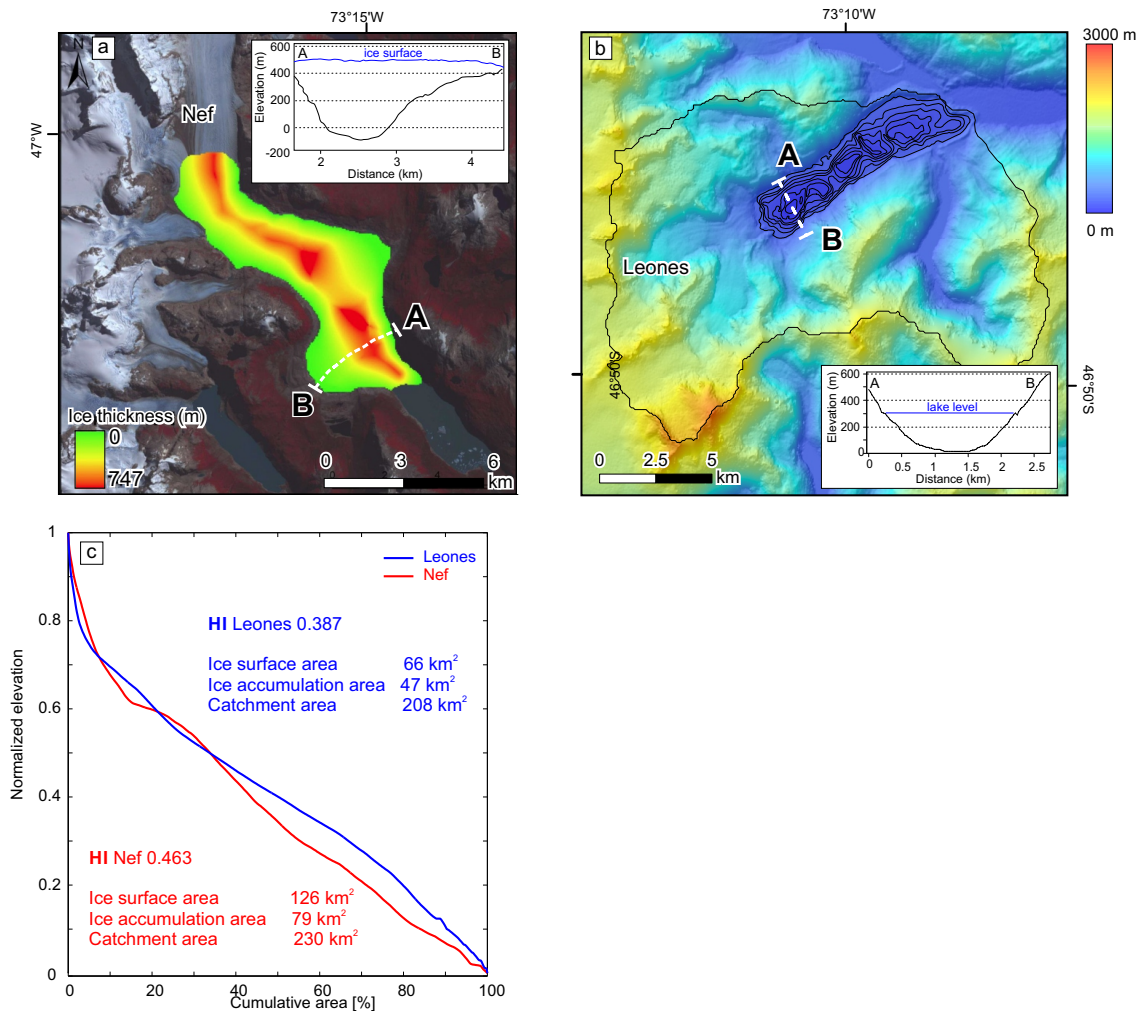 73°15'W
73°10'W
a
N
Nef
47°W
A
B
ice surface
600
400
200
0
-200
Elevation (m)
2
3
4
Distance (km)
A
B
Ice thickness (m)
0
747
0
3
6
km
b
3000 m
0 m
A
B
Leones
46°50'S
46°50'S
0
2.5
5
km
A
B
lake level
600
400
200
0
Elevation (m)
0
0.5
1.0
1.5
2.0
2.5
Distance (km)
c
Leones
Nef
HI Leones 0.387
Ice surface area 66 km²
Ice accumulation area 47 km²
Catchment area 208 km²
HI Nef 0.463
Ice surface area 126 km²
Ice accumulation area 79 km²
Catchment area 230 km²
1
0.8
0.6
0.4
0.2
0
Normalized elevation
0
20
40
60
80
100
Cumulative area [%]